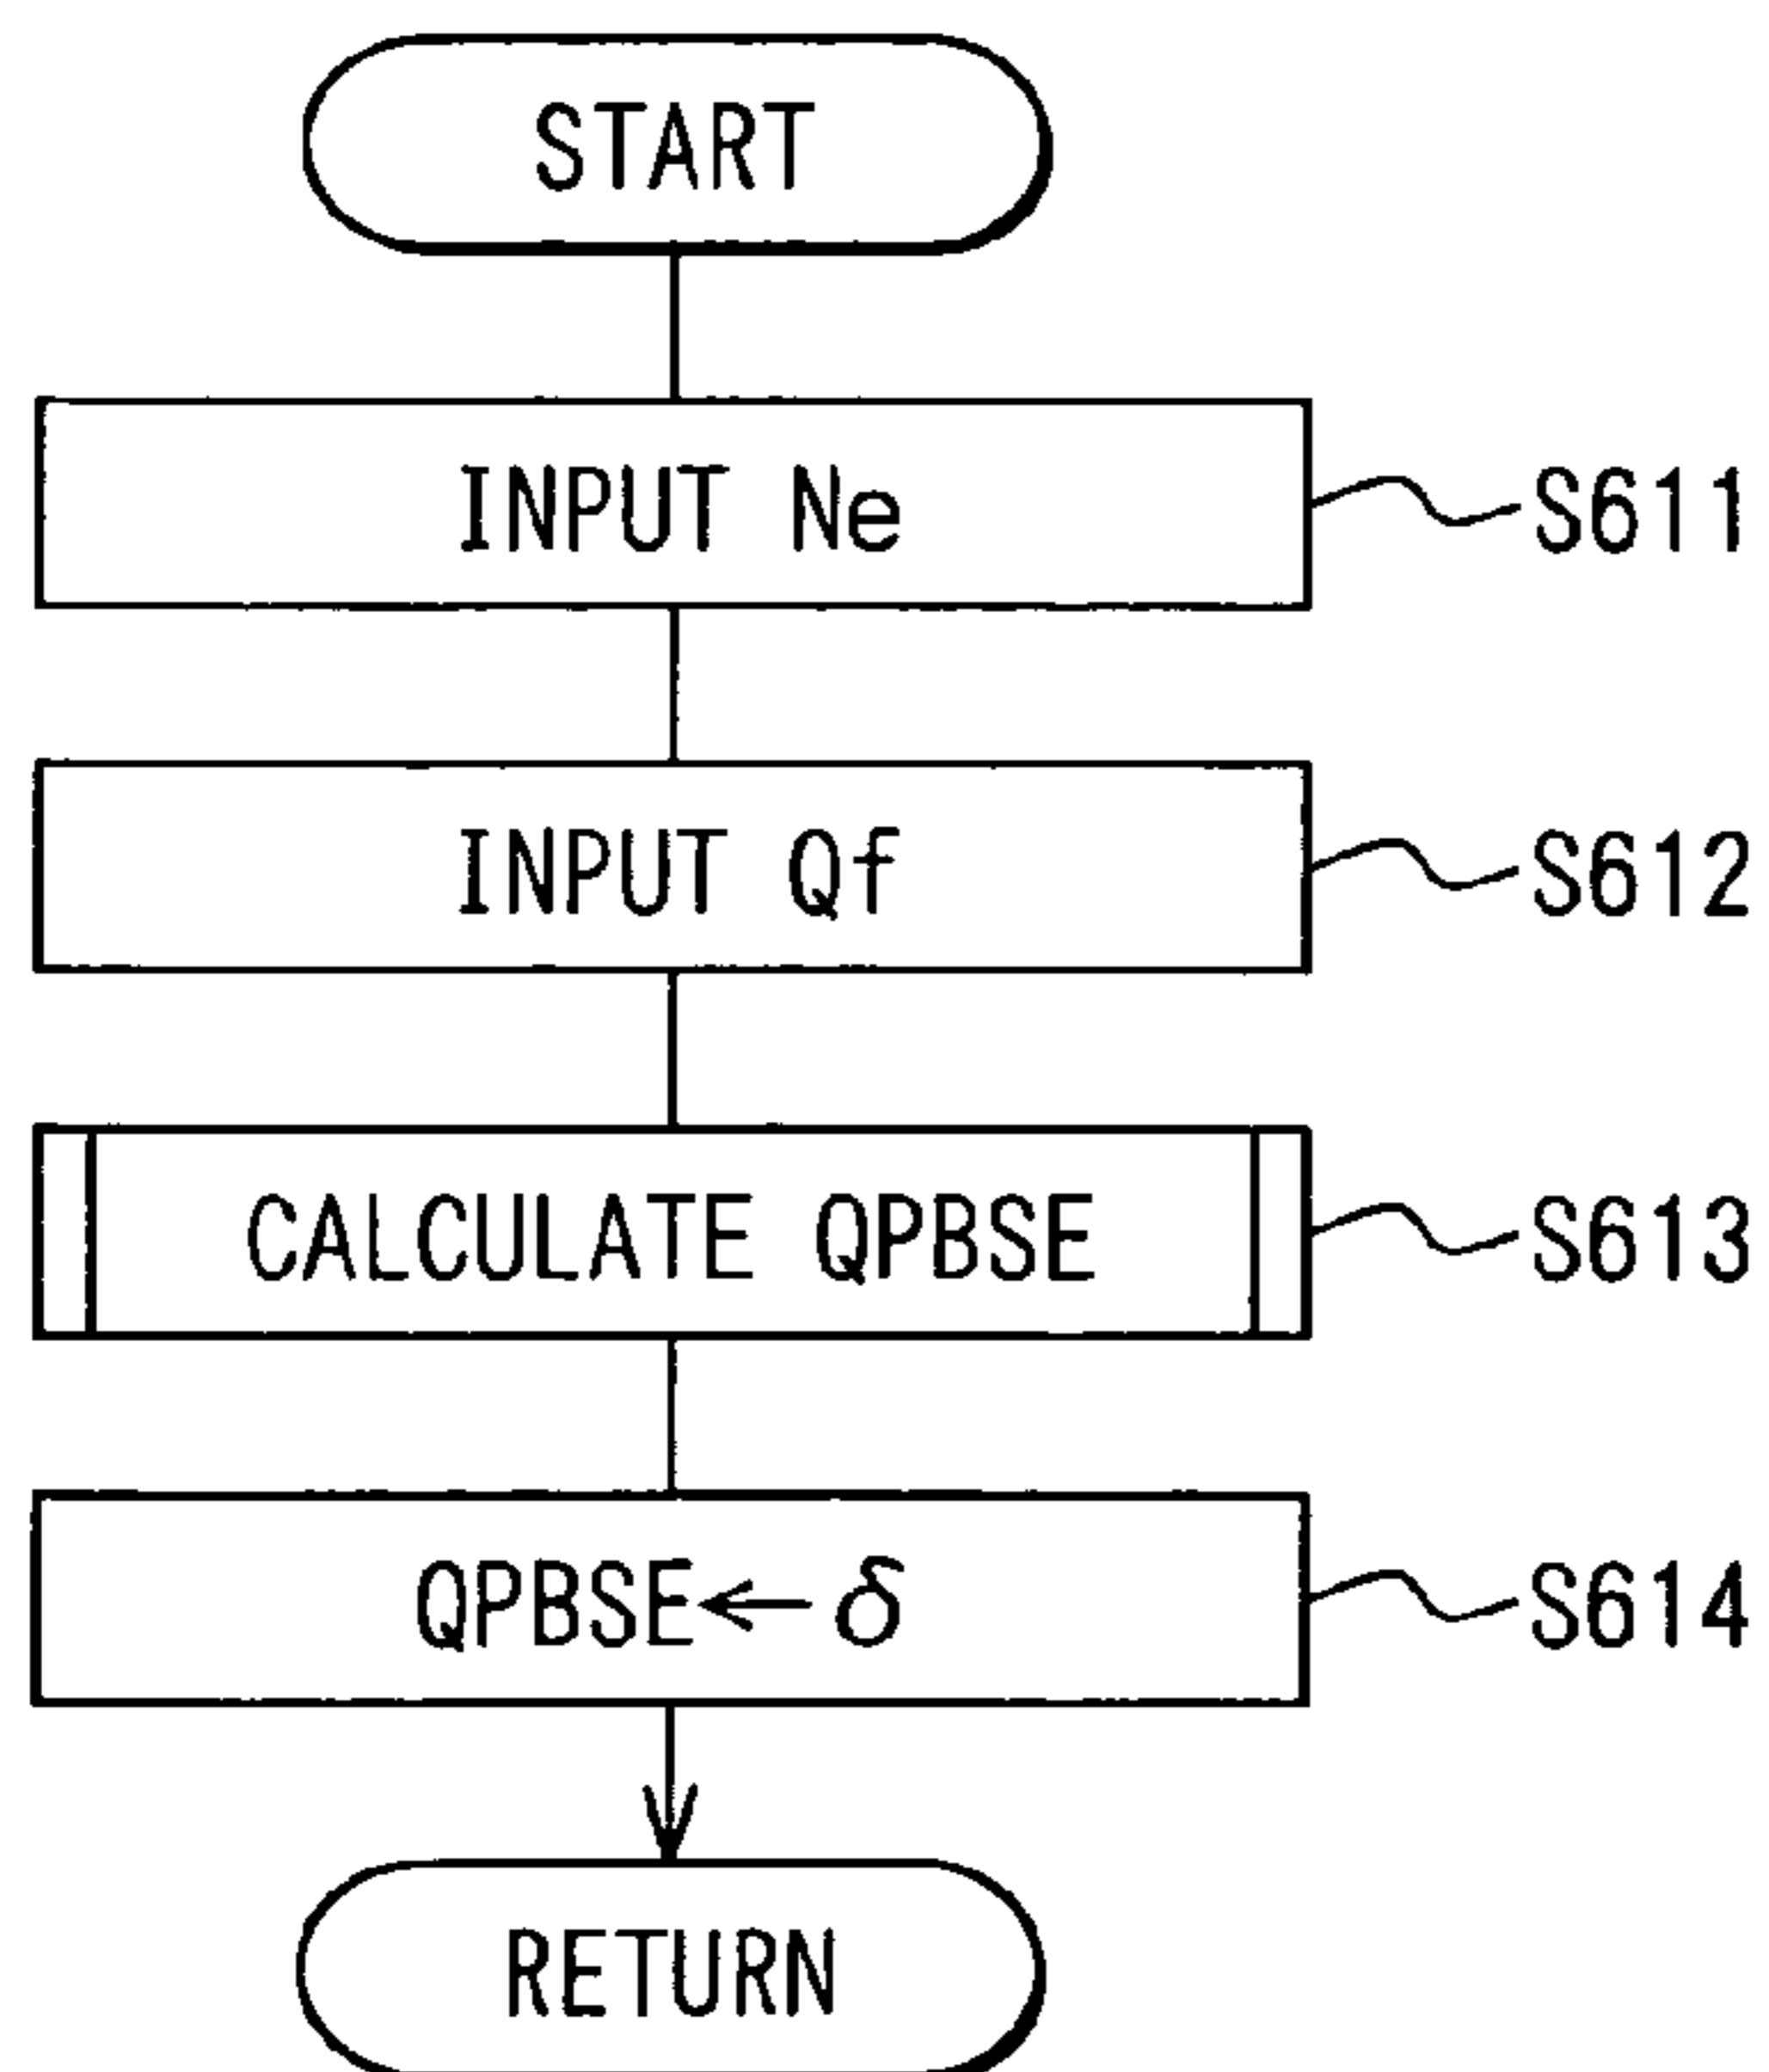 START
INPUT Ne S611
INPUT Qf S612
CALCULATE QPBSE S613
QPBSE ← δ S614
RETURN